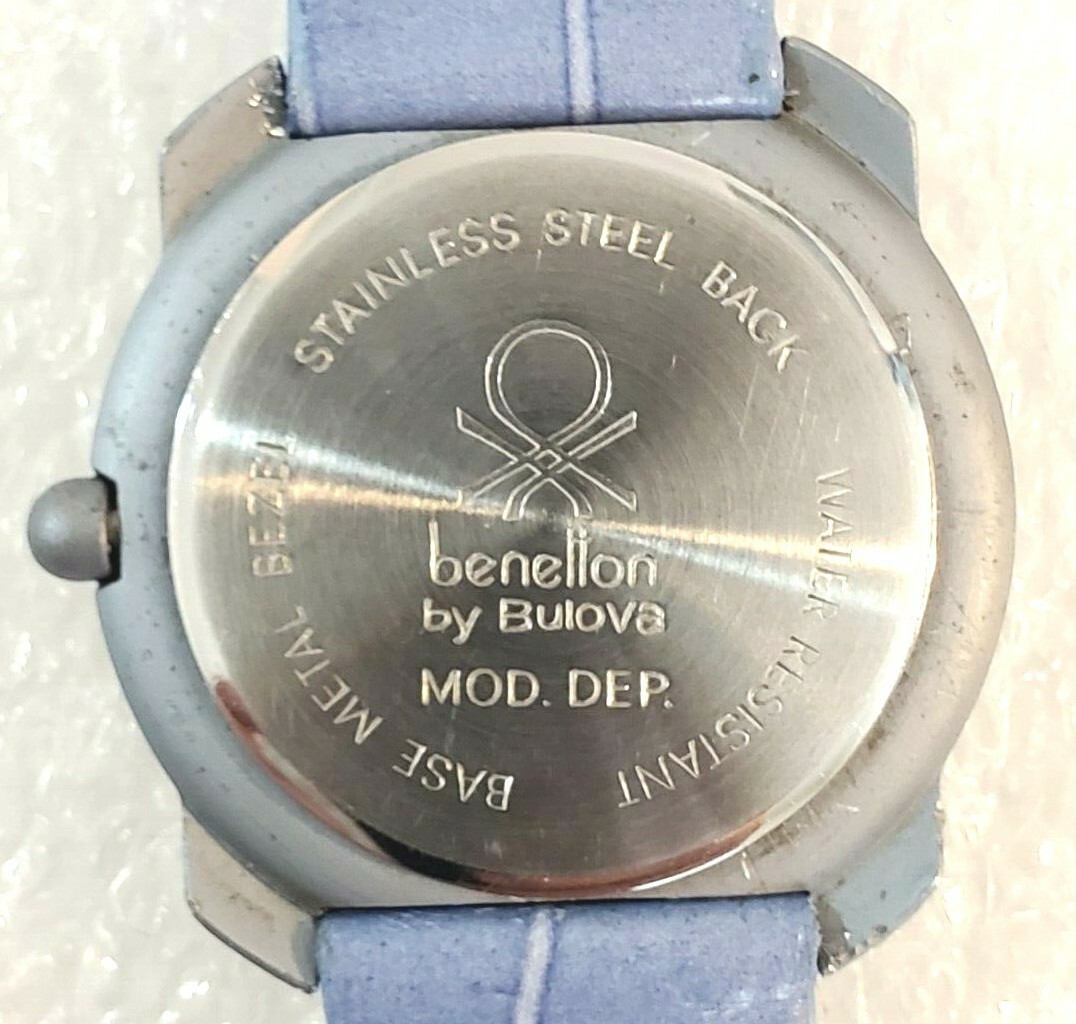 STAINLESS STEEL BACK
WATER RESISTANT
BASE METAL BEZEL
benetton
by Bulova
MOD. DEP.